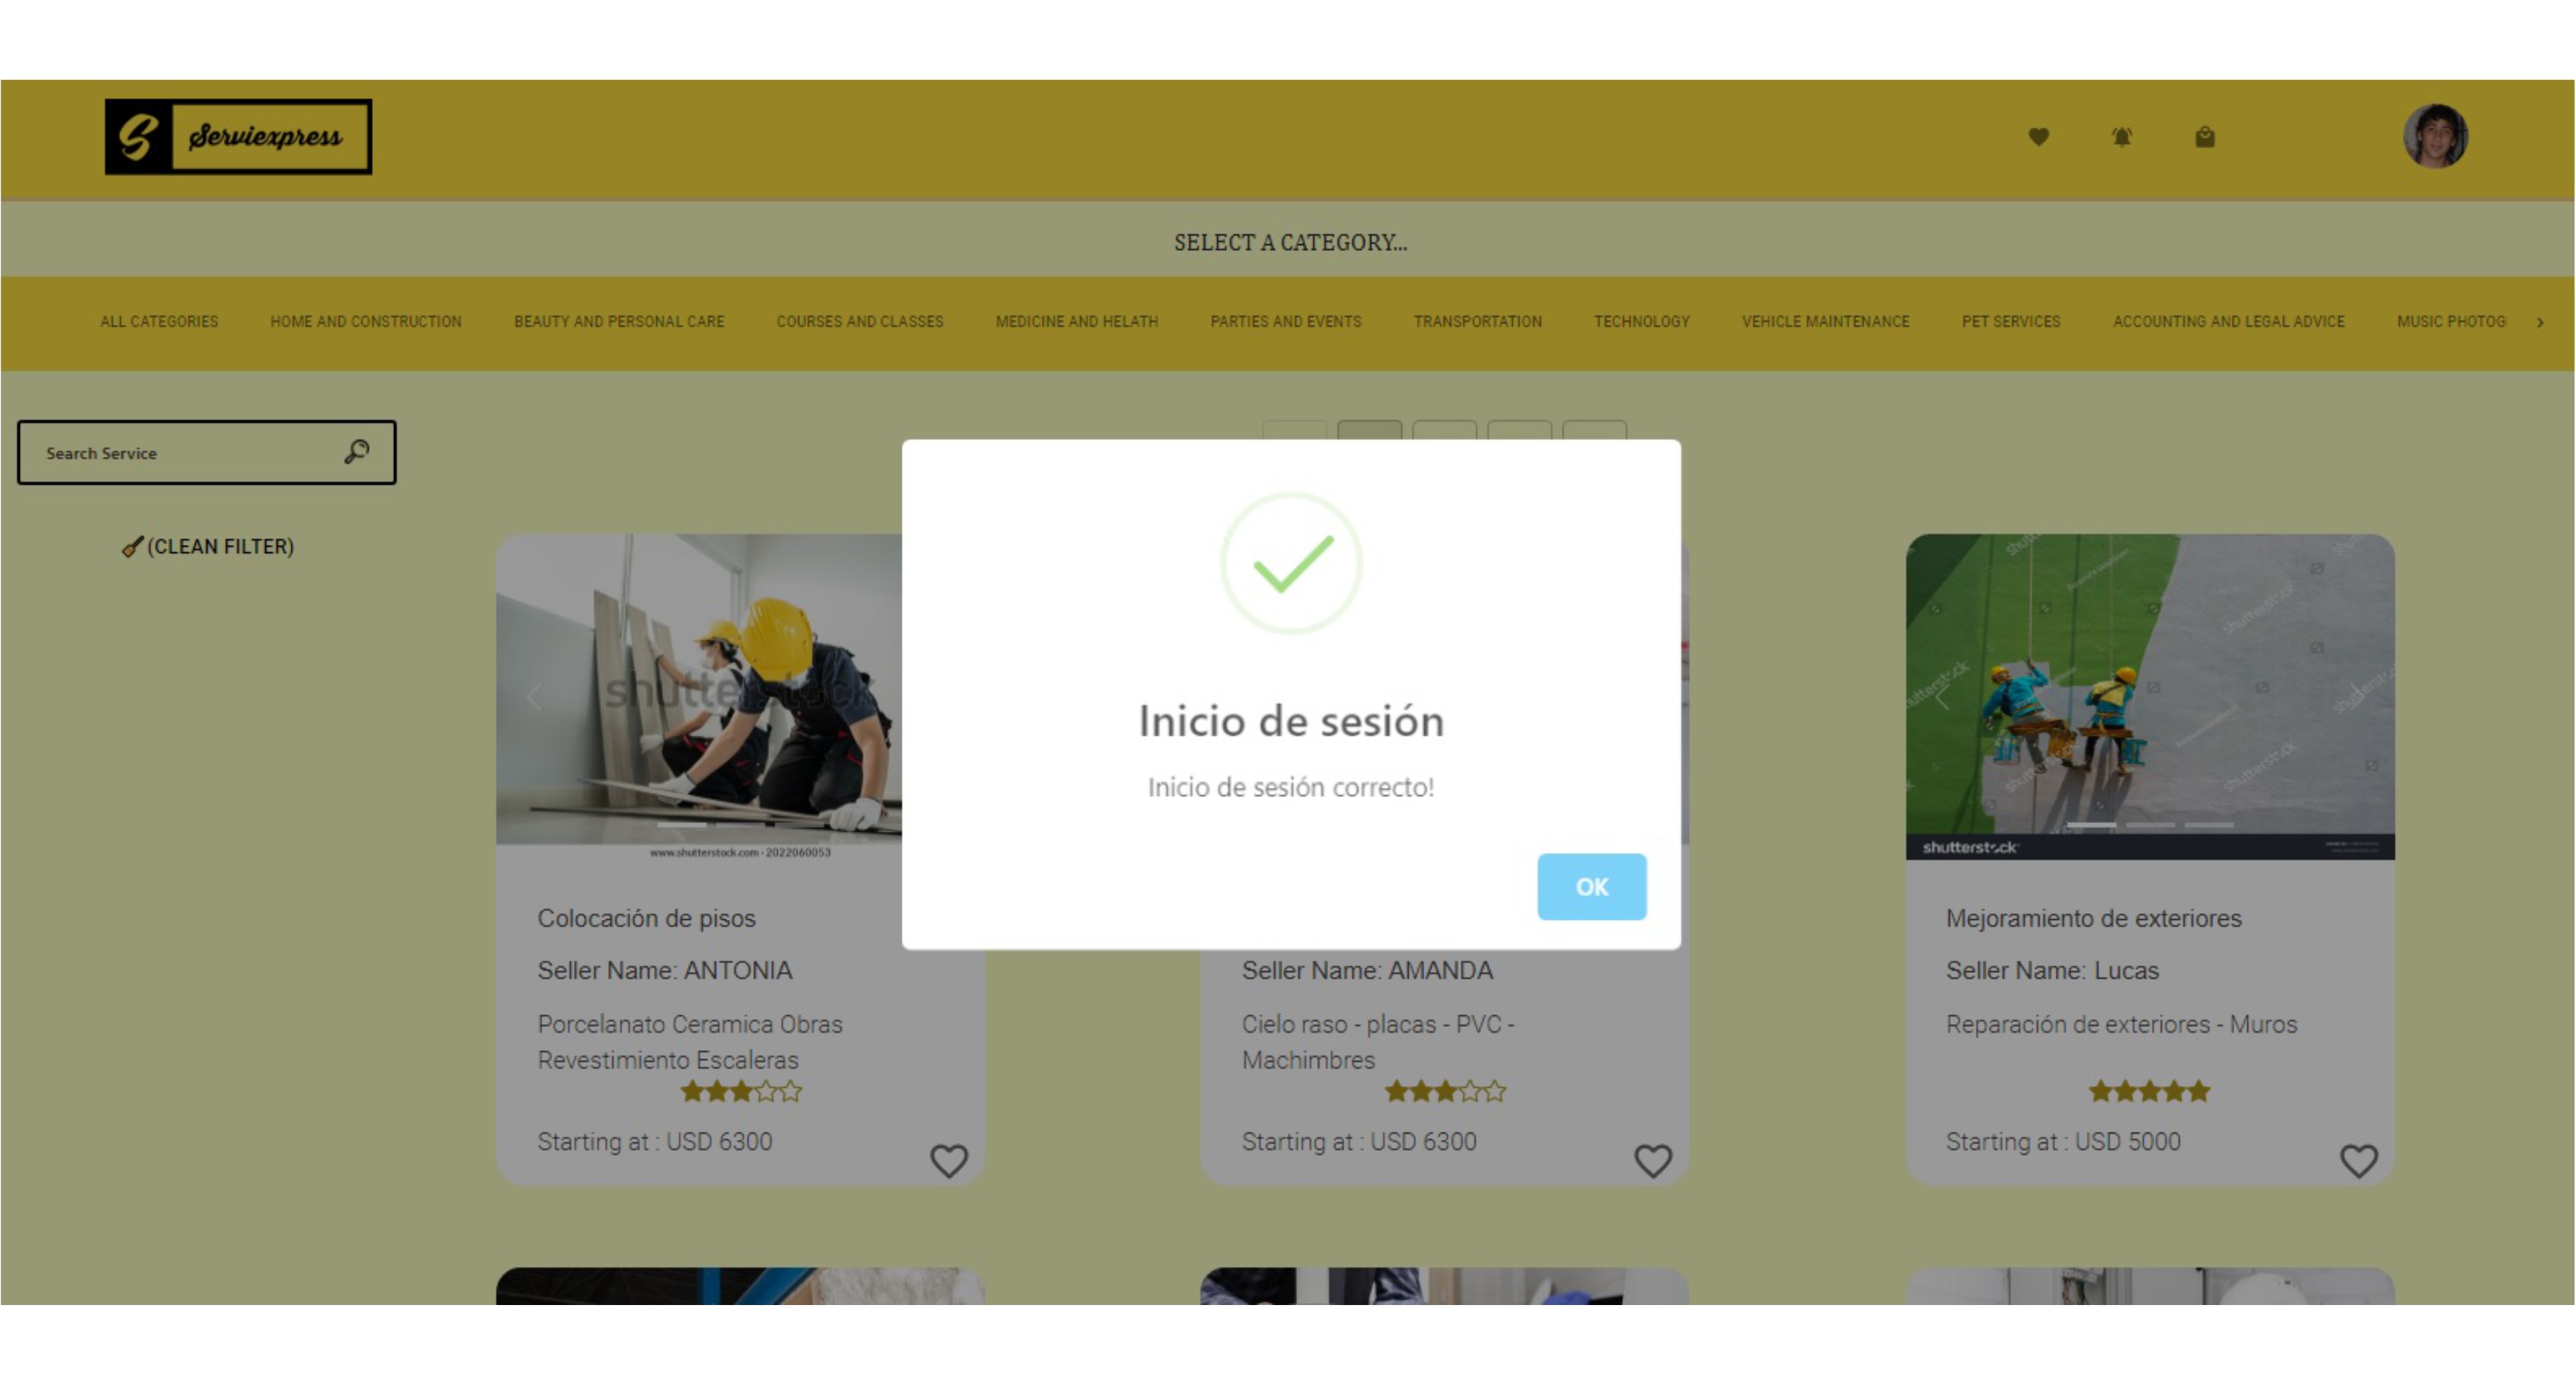 S Serviexpress
SELECT A CATEGORY...
ALL CATEGORIES HOME AND CONSTRUCTION BEAUTY AND PERSONAL CARE COURSES AND CLASSES MEDICINE AND HELATH PARTIES AND EVENTS TRANSPORTATION TECHNOLOGY VEHICLE MAINTENANCE PET SERVICES ACCOUNTING AND LEGAL ADVICE MUSIC PHOTOG
Search Service
(CLEAN FILTER)
Inicio de sesión
Inicio de sesión correcto!
OK
shutterstock
www.shutterstock.com · 2022060053
Colocación de pisos
Seller Name: ANTONIA
Porcelanato Ceramica Obras
Revestimiento Escaleras
Starting at : USD 6300
Seller Name: AMANDA
Cielo raso - placas - PVC -
Machimbres
Starting at : USD 6300
shutterstock
Mejoramiento de exteriores
Seller Name: Lucas
Reparación de exteriores - Muros
Starting at : USD 5000